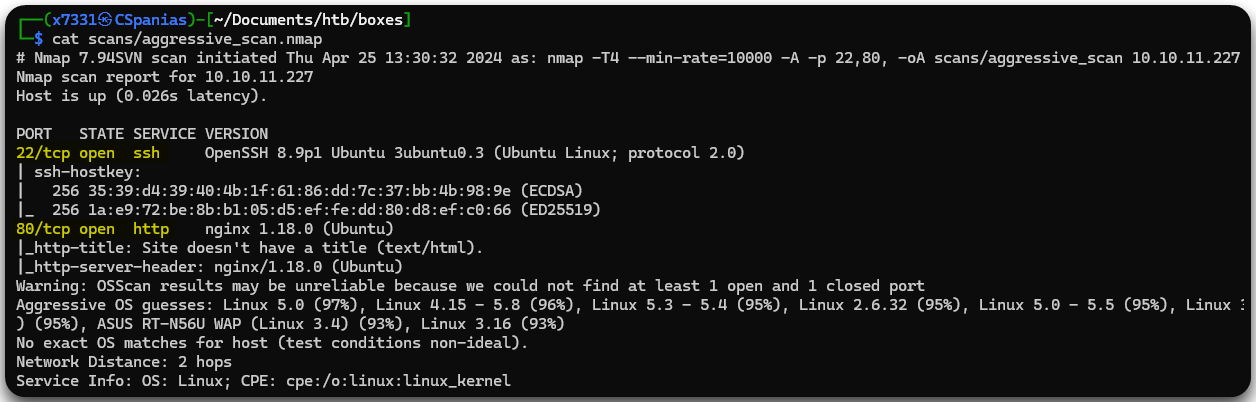 ┌──(x7331㉿CSpanias)-[~/Documents/htb/boxes]
└─$ cat scans/aggressive_scan.nmap
# Nmap 7.94SVN scan initiated Thu Apr 25 13:30:32 2024 as: nmap -T4 --min-rate=10000 -A -p 22,80, -oA scans/aggressive_scan 10.10.11.227
Nmap scan report for 10.10.11.227
Host is up (0.026s latency).

PORT   STATE SERVICE VERSION
22/tcp open  ssh     OpenSSH 8.9p1 Ubuntu 3ubuntu0.3 (Ubuntu Linux; protocol 2.0)
| ssh-hostkey:
|   256 35:39:d4:39:40:4b:1f:61:86:dd:7c:37:bb:4b:98:9e (ECDSA)
|_  256 1a:e9:72:be:8b:b1:05:d5:ef:fe:dd:80:d8:ef:c0:66 (ED25519)
80/tcp open  http    nginx 1.18.0 (Ubuntu)
|_http-title: Site doesn't have a title (text/html).
|_http-server-header: nginx/1.18.0 (Ubuntu)
Warning: OSScan results may be unreliable because we could not find at least 1 open and 1 closed port
Aggressive OS guesses: Linux 5.0 (97%), Linux 4.15 - 5.8 (96%), Linux 5.3 - 5.4 (95%), Linux 2.6.32 (95%), Linux 5.0 - 5.5 (95%), Linux
) (95%), ASUS RT-N56U WAP (Linux 3.4) (93%), Linux 3.16 (93%)
No exact OS matches for host (test conditions non-ideal).
Network Distance: 2 hops
Service Info: OS: Linux; CPE: cpe:/o:linux:linux_kernel